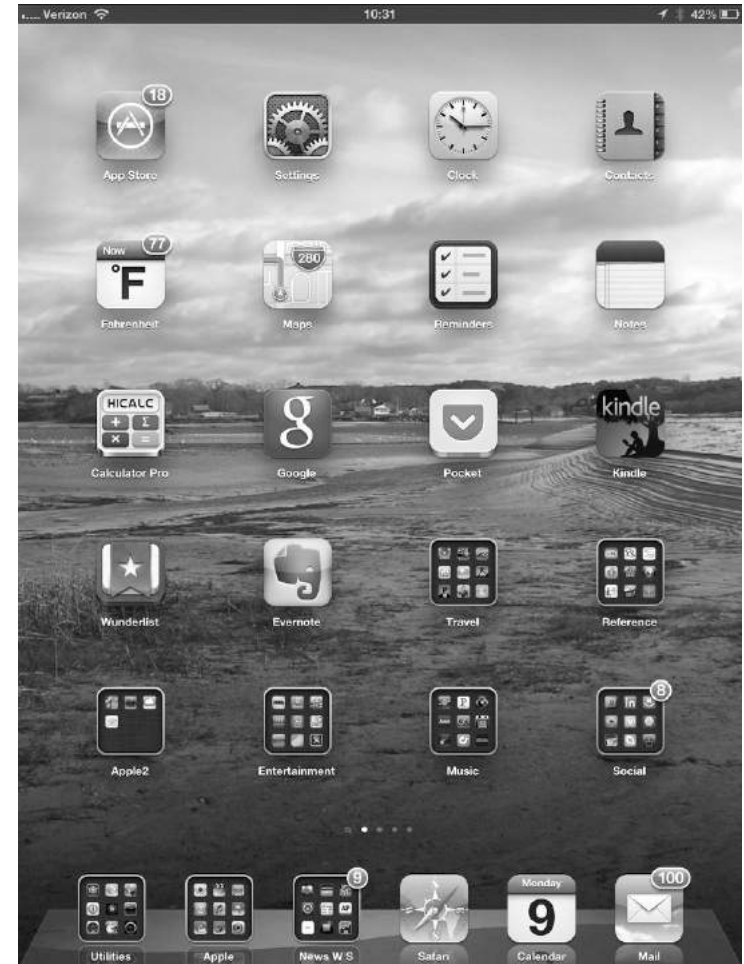 Verizon 10:31 42%
18
App Store Settings Clock Contacts
Now 77 280
°F
Fahrenheit Maps Reminders Notes
HICALC g kindle
+ Σ
× =
Calculator Pro Google Pocket Kindle
Wunderlist Evernote Travel Reference
8
Apple2 Entertainment Music Social
9 Monday 100
9
Utilities Apple News W S Safari Calendar Mail